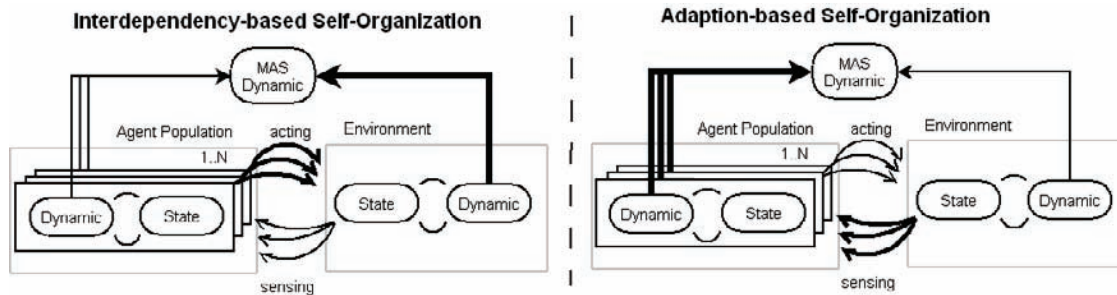 Interdependency-based Self-Organization
MAS
Dynamic
Agent Population
acting
Environment
1..N
Dynamic
State
State
Dynamic
sensing
Adaption-based Self-Organization
MAS
Dynamic
Agent Population
acting
Environment
1..N
Dynamic
State
State
Dynamic
sensing